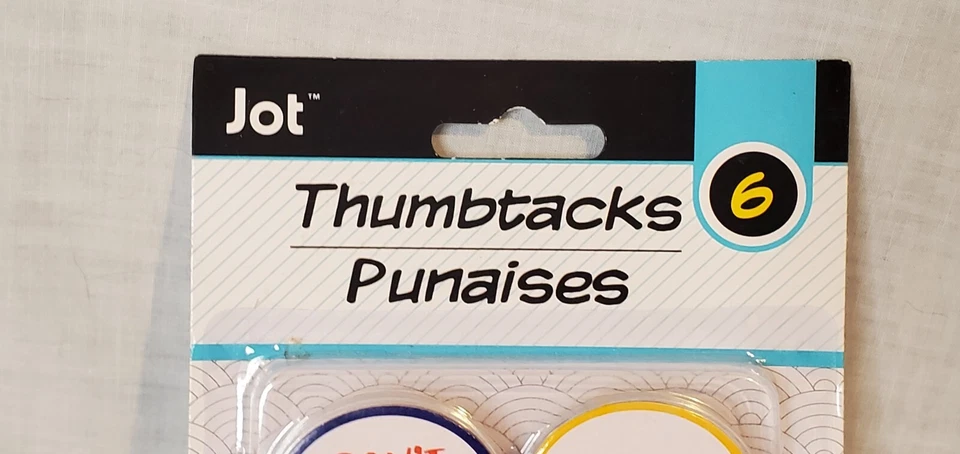 Jot™
6
Thumbtacks
Punaises